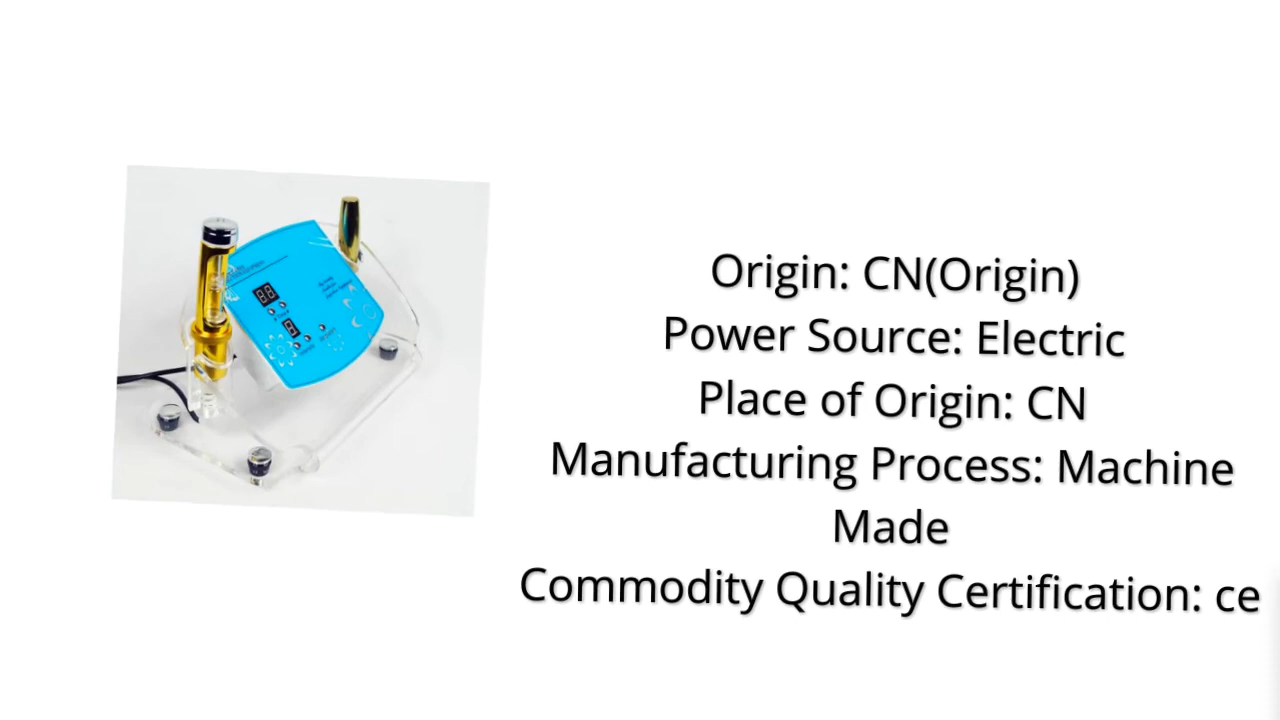 Origin: CN(Origin)
Power Source: Electric
Place of Origin: CN
Manufacturing Process: Machine
Made
Commodity Quality Certification: ce